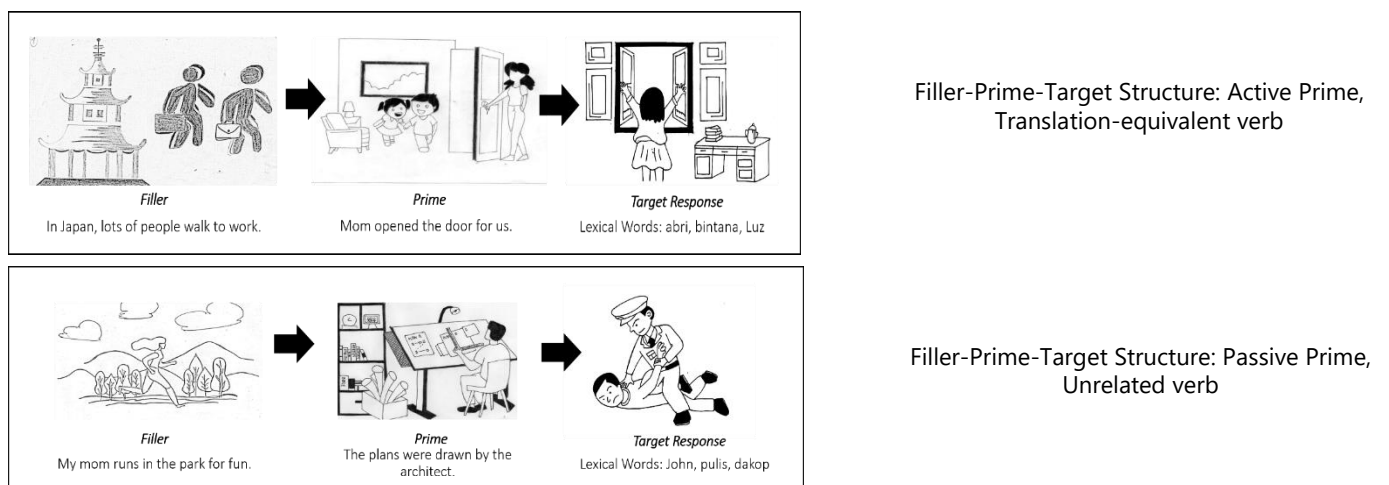 Filler
In Japan, lots of people walk to work.
Prime
Mom opened the door for us.
Target Response
Lexical Words: abri, bintana, Luz
Filler-Prime-Target Structure: Active Prime,
Translation-equivalent verb
Filler
My mom runs in the park for fun.
Prime
The plans were drawn by the
architect.
Target Response
Lexical Words: John, pulis, dakop
Filler-Prime-Target Structure: Passive Prime,
Unrelated verb